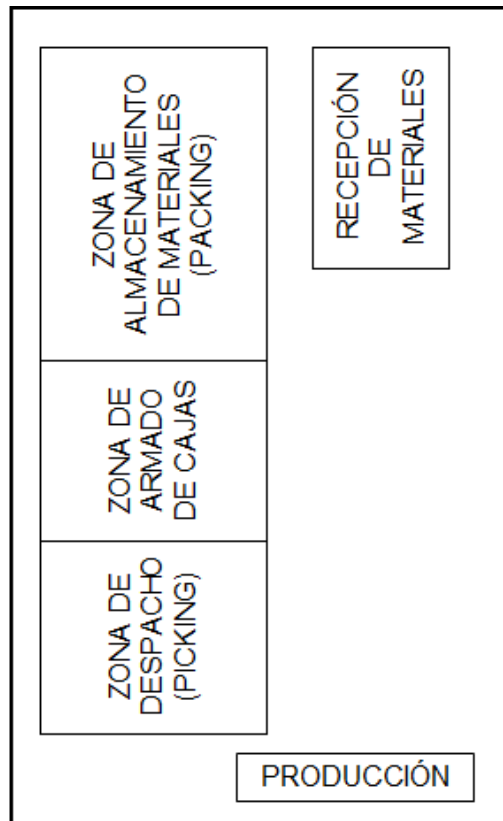 ZONA DE
ALMACENAMIENTO
DE MATERIALES
(PACKING)
RECEPCIÓN
DE
MATERIALES
ZONA DE
ARMADO
DE CAJAS
ZONA DE
DESPACHO
(PICKING)
PRODUCCIÓN